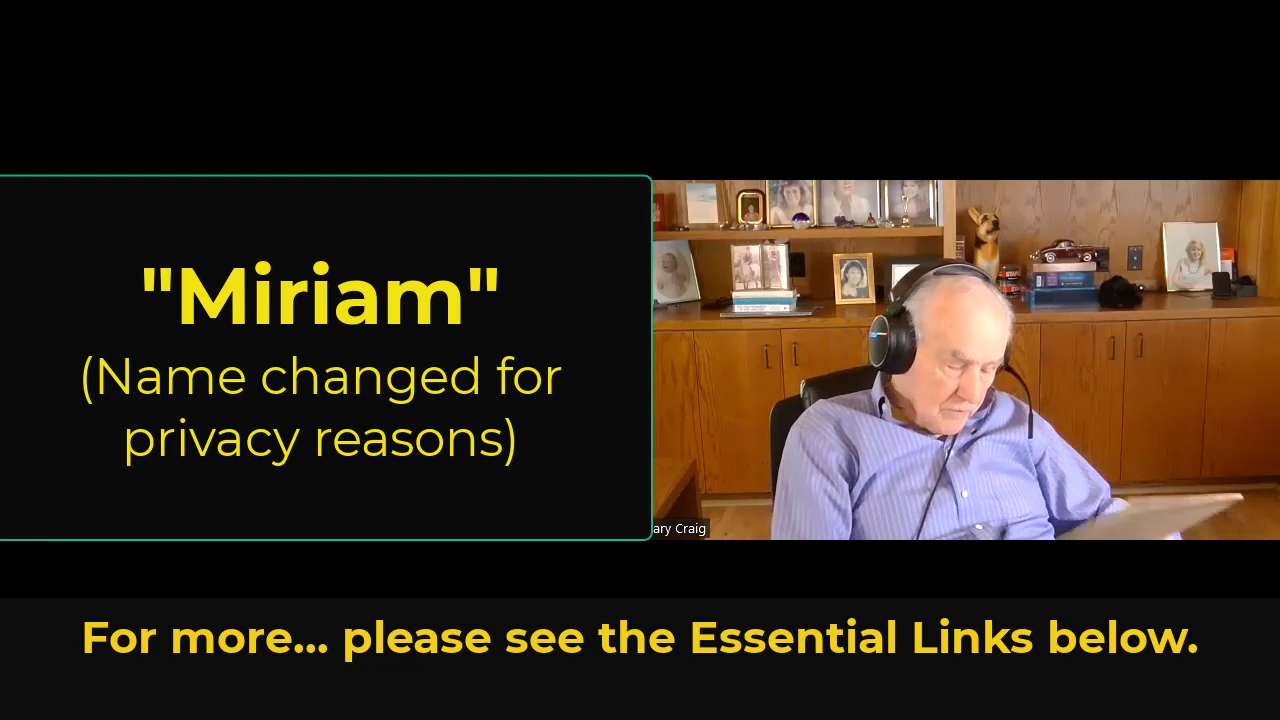 "Miriam"
(Name changed for
privacy reasons)
ary Craig
For more... please see the Essential Links below.